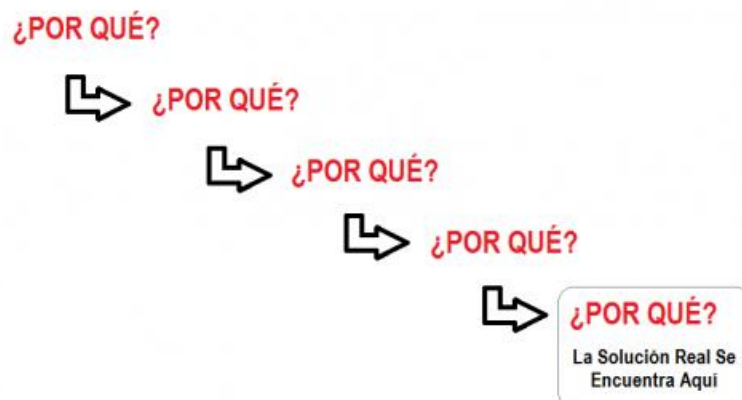 ¿POR QUÉ?
¿POR QUÉ?
¿POR QUÉ?
¿POR QUÉ?
¿POR QUÉ?
La Solución Real Se
Encuentra Aquí